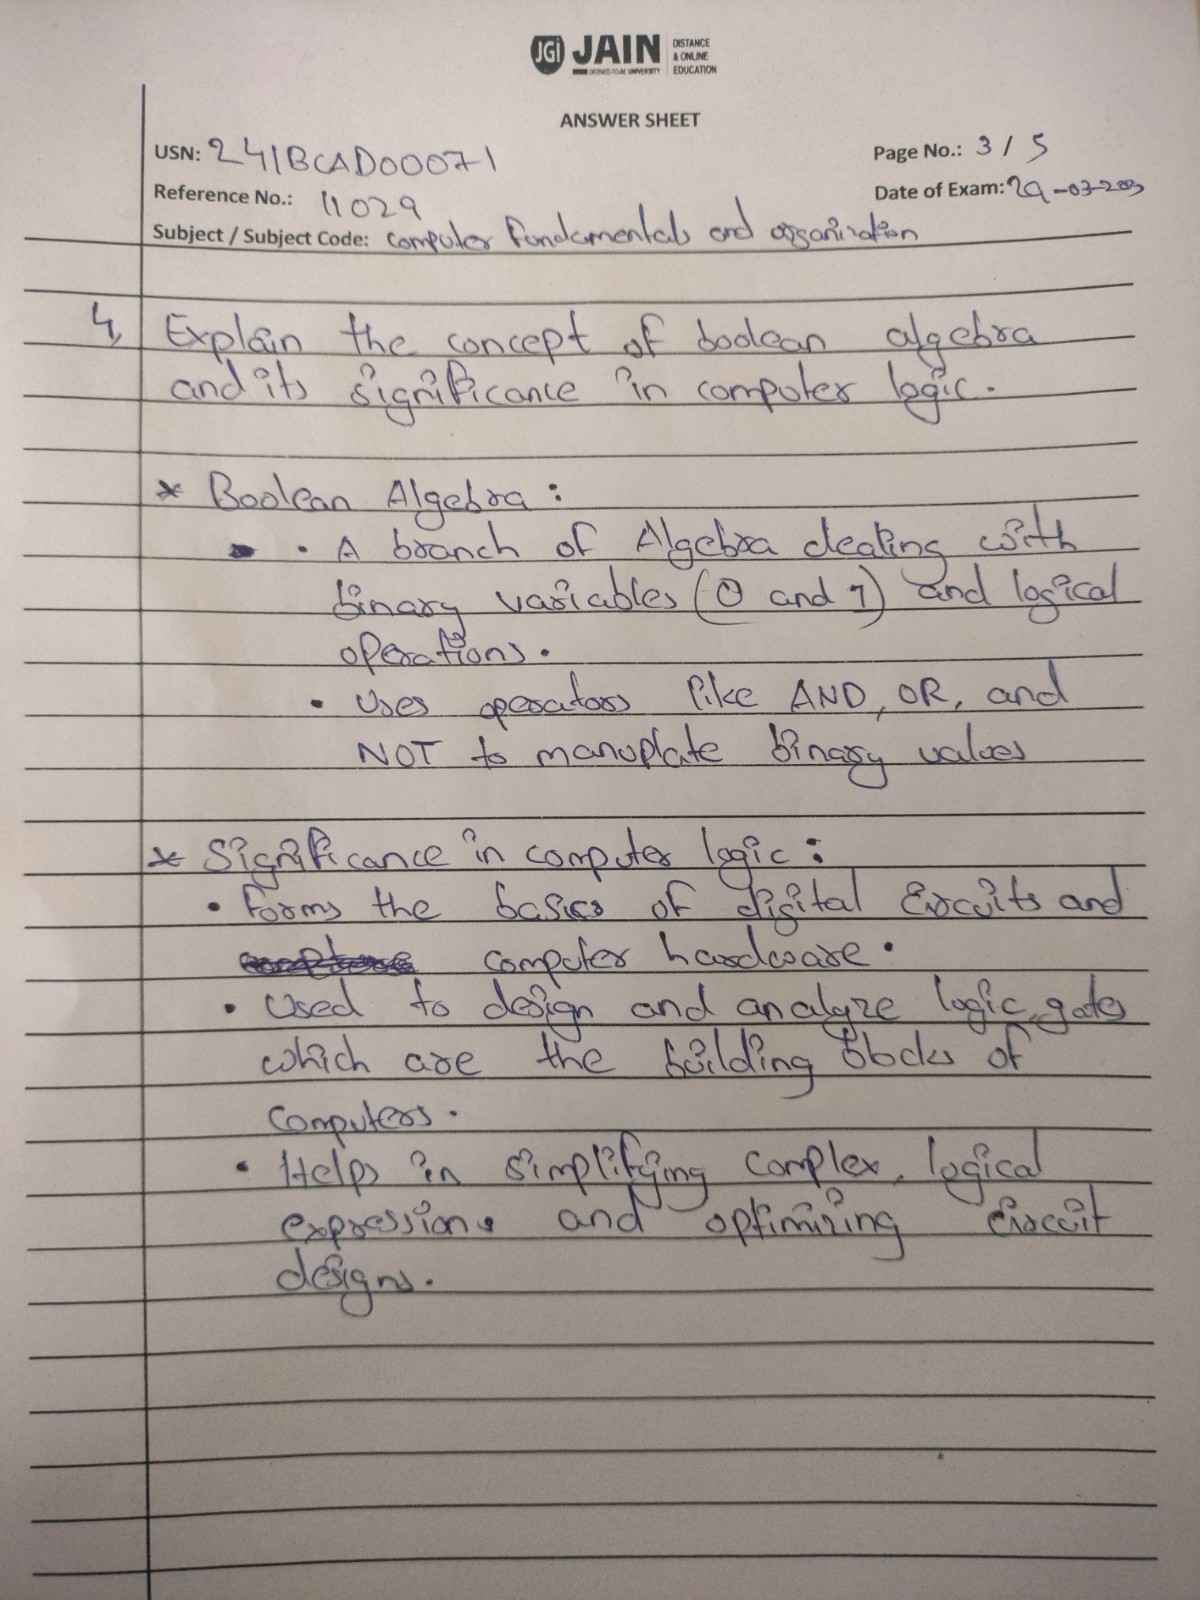 JGi JAIN DISTANCE
& ONLINE
DEEMED-TO-BE UNIVERSITY EDUCATION
ANSWER SHEET
USN: 241BCAD00071 Page No.: 3 / 5
Reference No.: 11029 Date of Exam: 29-03-
Subject / Subject Code: computer fundamentals and organization
4, Explain the concept of boolean algebra
and its significance in computer logic.
* Boolean Algebra :
• A branch of Algebra dealing with
binary variables (0 and 1) and logical
operations.
• Uses operators like AND, OR, and
NOT to manuplate binary values
* Significance in computer logic :
• Forms the basics of digital circuits and
computer hardware.
• Used to design and analyze logic gates
which are the building blocks of
computers.
• Helps in simplifying complex logical
expressions and optimizing circuit
designs.